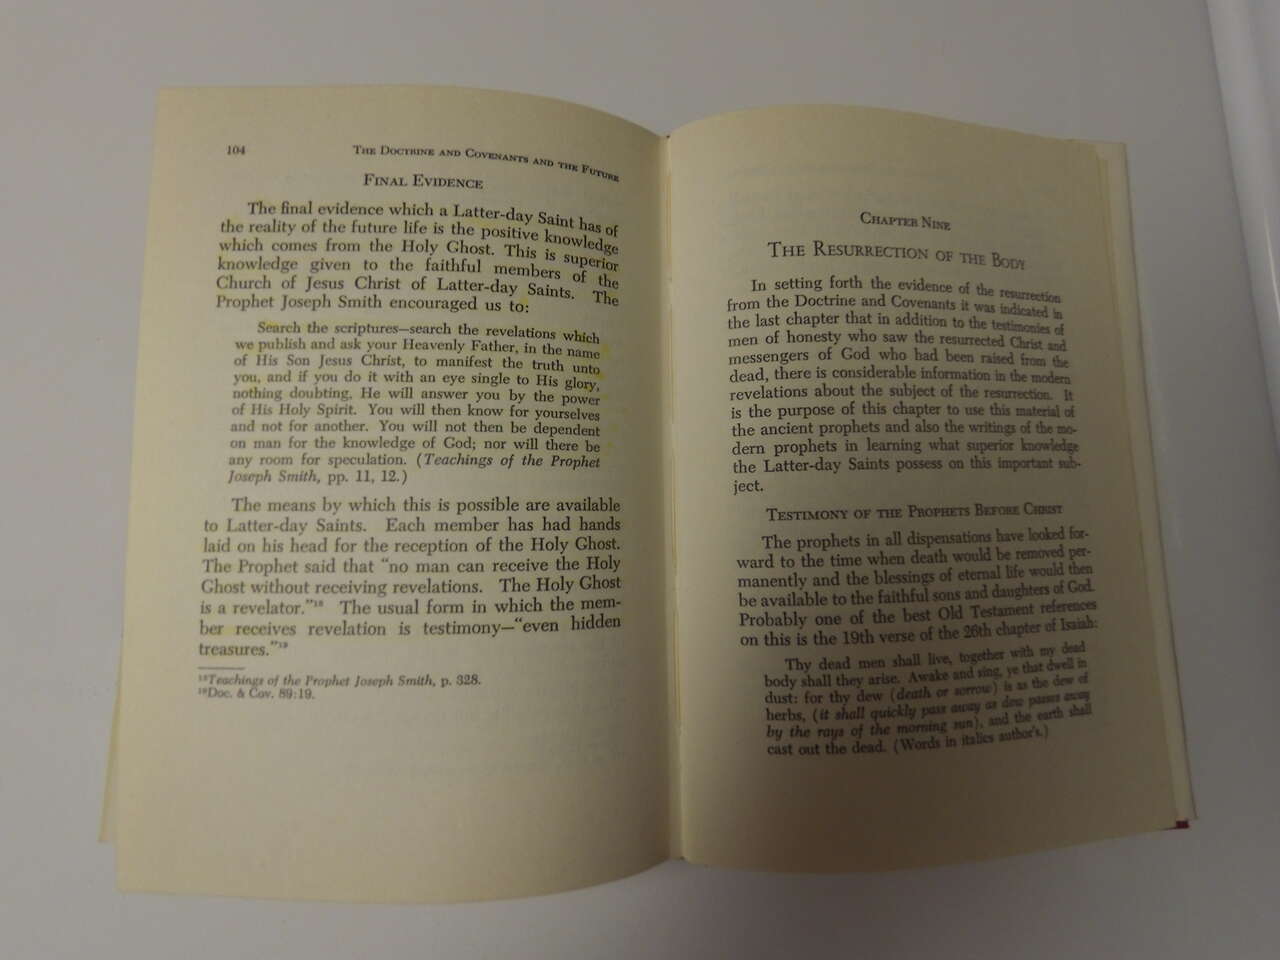 104 The Doctrine and Covenants and the Future
Final Evidence
The final evidence which a Latter-day Saint has of
the reality of the future life is the positive knowledge
which comes from the Holy Ghost. This is superior
knowledge given to the faithful members of the
Church of Jesus Christ of Latter-day Saints. The
Prophet Joseph Smith encouraged us to:
Search the scriptures—search the revelations which
we publish and ask your Heavenly Father, in the name
of His Son Jesus Christ, to manifest the truth unto
you, and if you do it with an eye single to His glory,
nothing doubting, He will answer you by the power
of His Holy Spirit. You will then know for yourselves
and not for another. You will not then be dependent
on man for the knowledge of God; nor will there be
any room for speculation. (Teachings of the Prophet
Joseph Smith, pp. 11, 12.)
The means by which this is possible are available
to Latter-day Saints. Each member has had hands
laid on his head for the reception of the Holy Ghost.
The Prophet said that "no man can receive the Holy
Ghost without receiving revelations. The Holy Ghost
is a revelator."¹⁸ The usual form in which the mem-
ber receives revelation is testimony—"even hidden
treasures."¹⁹
¹⁸Teachings of the Prophet Joseph Smith, p. 328.
¹⁹Doc. & Cov. 89:19.
Chapter Nine
The Resurrection of the Body
In setting forth the evidence of the resurrection
from the Doctrine and Covenants it was indicated in
the last chapter that in addition to the testimonies of
men of honesty who saw the resurrected Christ and
messengers of God who had been raised from the
dead, there is considerable information in the modern
revelations about the subject of the resurrection. It
is the purpose of this chapter to use this material of
the ancient prophets and also the writings of the mo-
dern prophets in learning what superior knowledge
the Latter-day Saints possess on this important sub-
ject.
Testimony of the Prophets Before Christ
The prophets in all dispensations have looked for-
ward to the time when death would be removed per-
manently and the blessings of eternal life would then
be available to the faithful sons and daughters of God.
Probably one of the best Old Testament references
on this is the 19th verse of the 26th chapter of Isaiah:
Thy dead men shall live, together with my dead
body shall they arise. Awake and sing, ye that dwell in
dust: for thy dew (death or sorrow) is as the dew of
herbs, (it shall quickly pass away as dew passes away
by the rays of the morning sun), and the earth shall
cast out the dead. (Words in italics author's.)